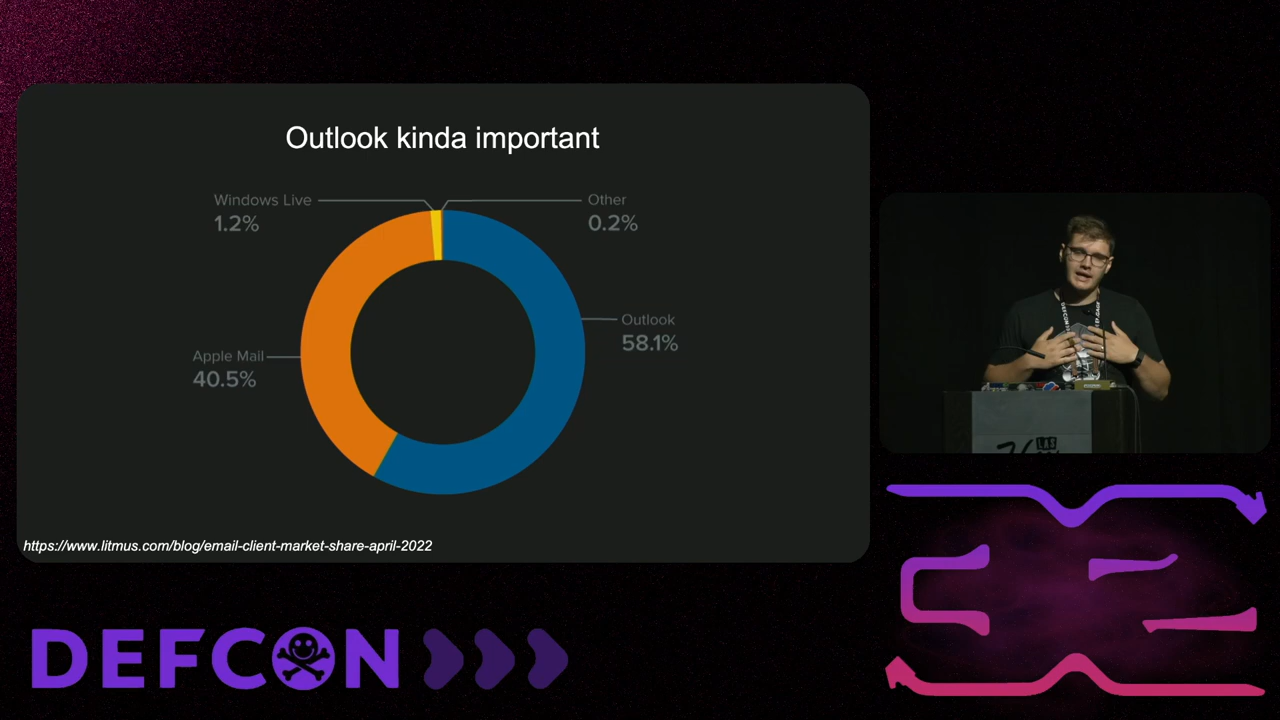 Outlook kinda important
Windows Live
1.2%
Other
0.2%
Outlook
58.1%
Apple Mail
40.5%
https://www.litmus.com/blog/email-client-market-share-april-2022
DEFCON
LAS